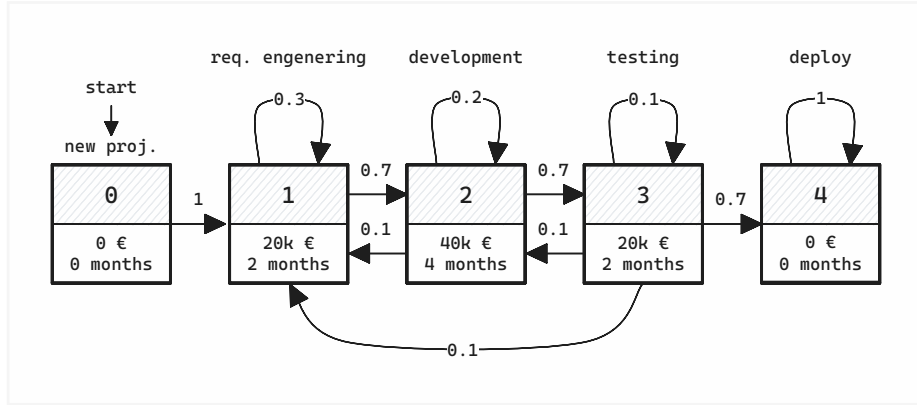 req. engenering
development
testing
deploy
start
0.3
0.2
0.1
1
new proj.
0
1
1
0.7
2
0.7
3
0.7
4
0 €
0 months
20k €
2 months
0.1
40k €
4 months
0.1
20k €
2 months
0 €
0 months
0.1